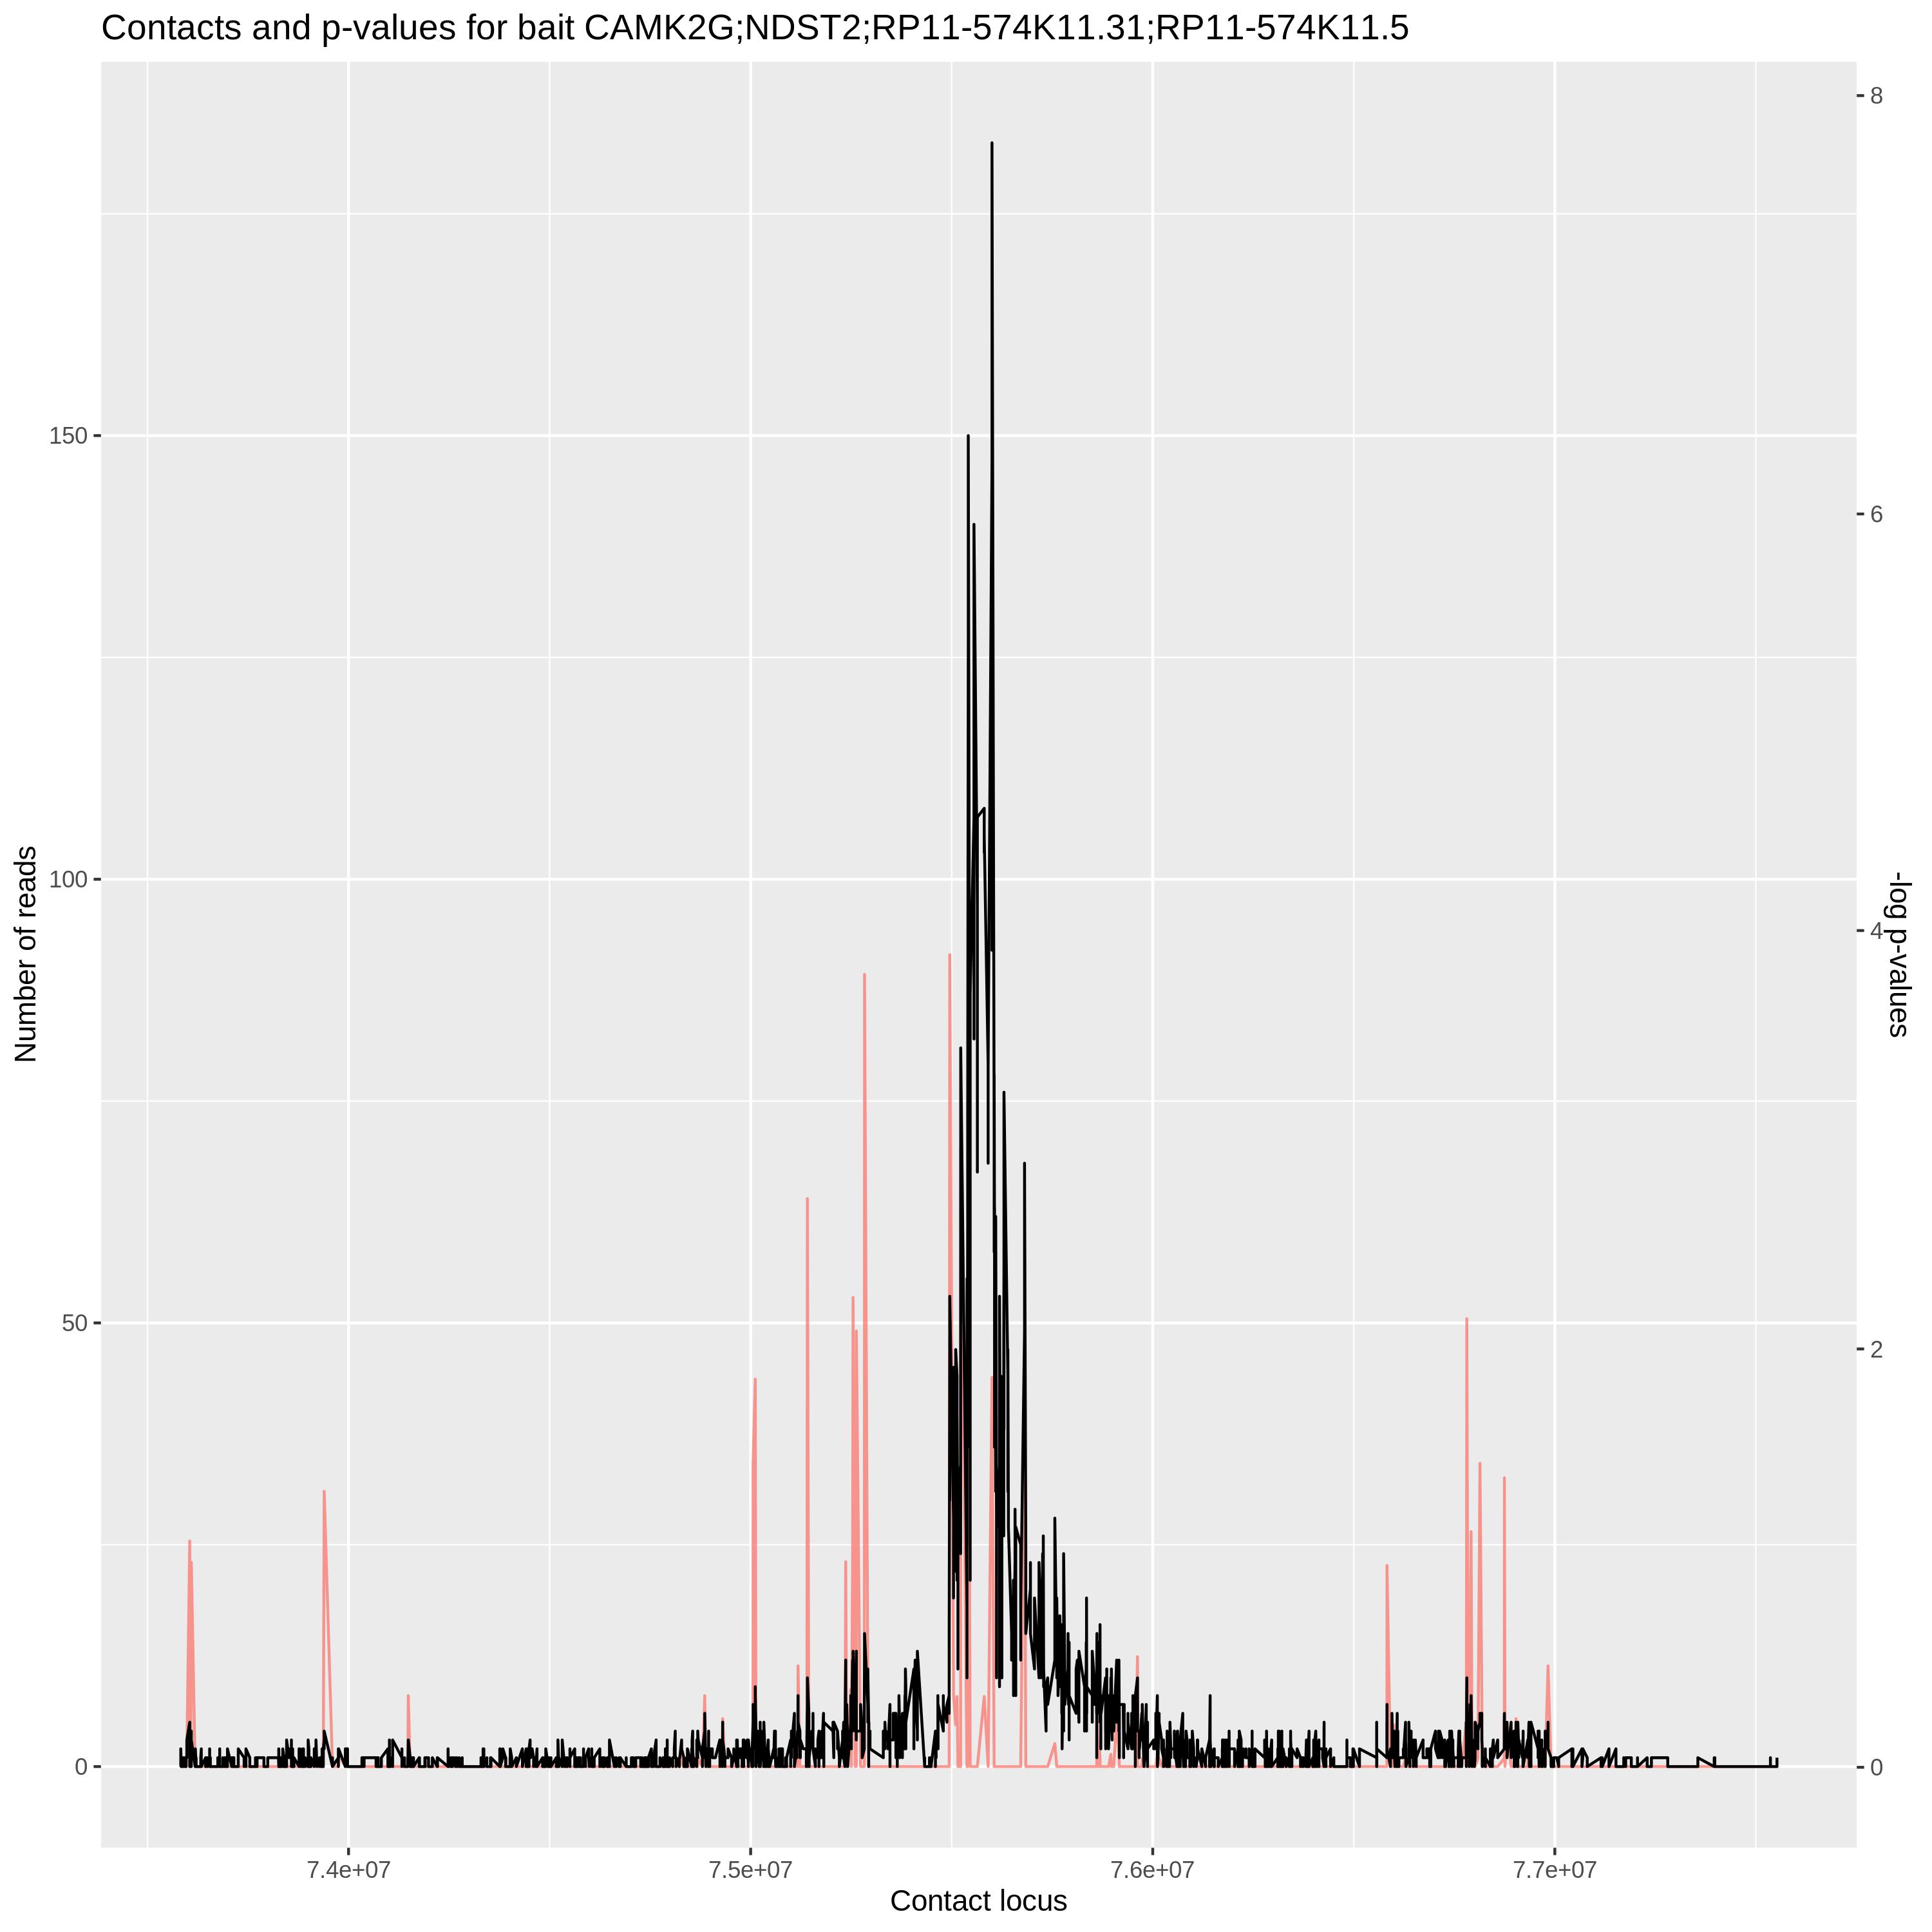 Contacts and p-values for bait CAMK2G;NDST2;RP11-574K11.31;RP11-574K11.5
8
6
4
2
0
-log p-values
150
100
50
0
Number of reads
7.4e+07 7.5e+07 7.6e+07 7.7e+07
Contact locus